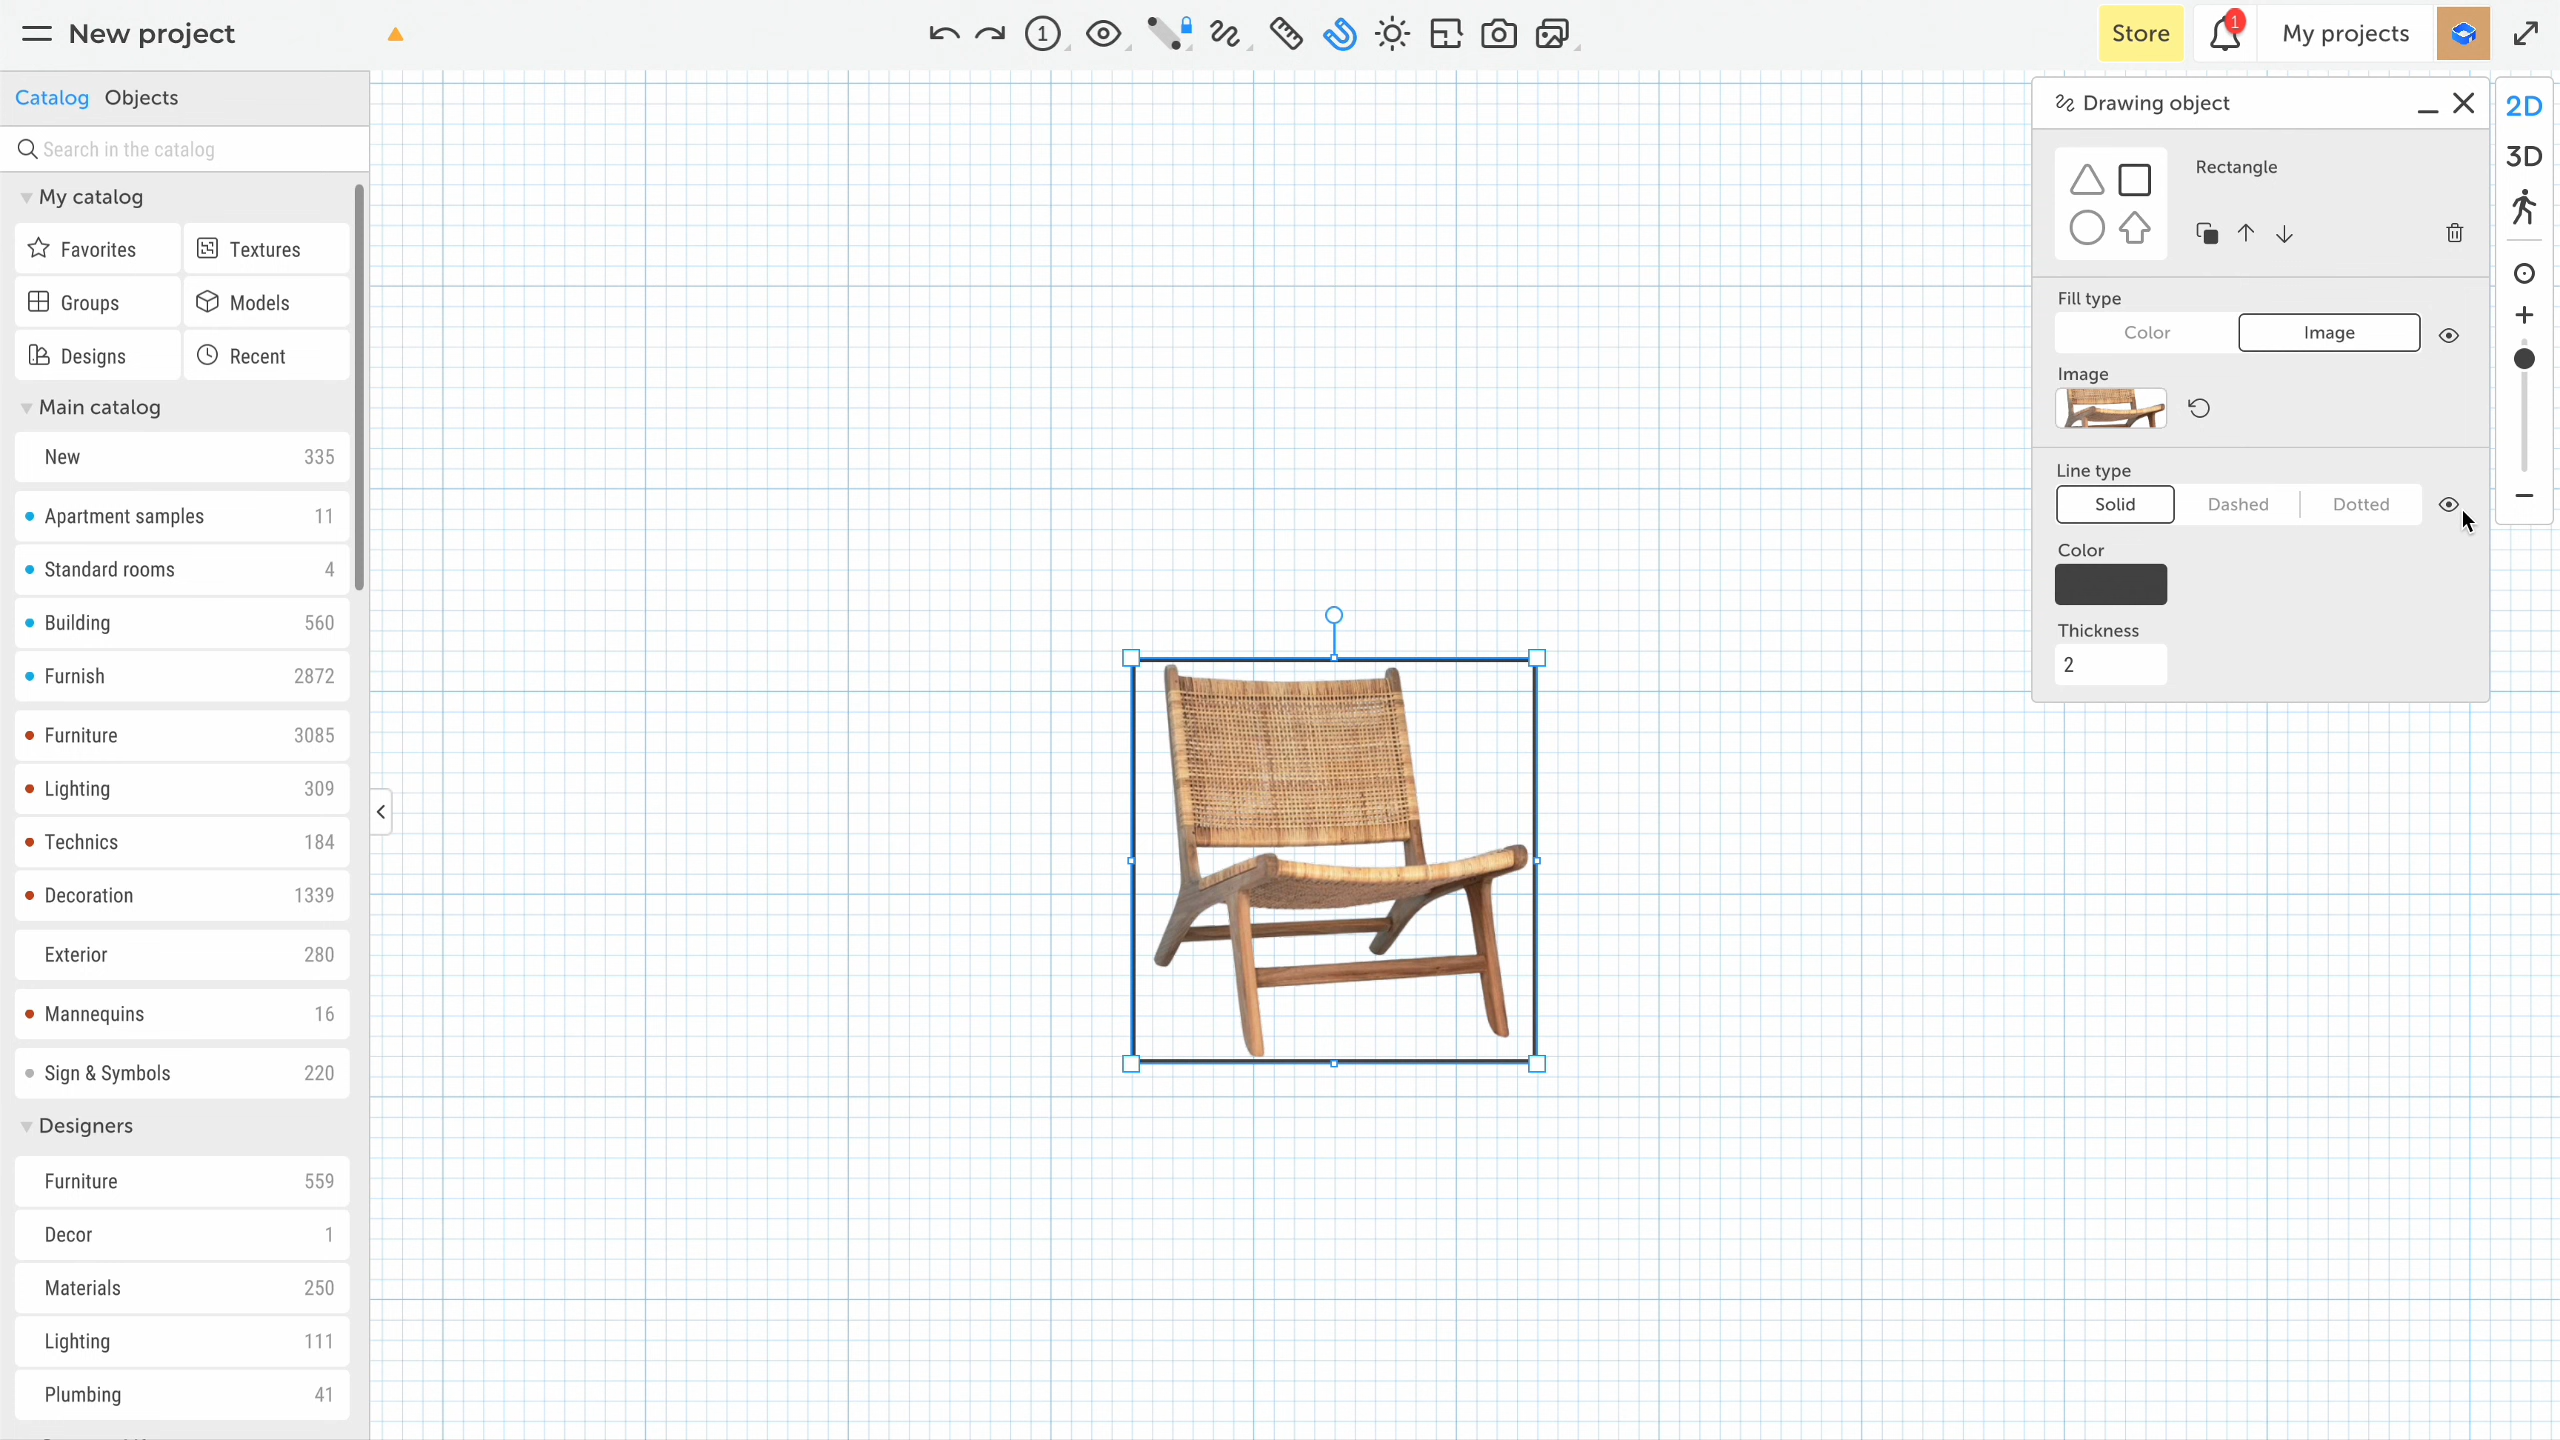 New project
1
Store
1
My projects
Catalog
Objects
Search in the catalog
My catalog
Favorites
Textures
Groups
Models
Designs
Recent
Main catalog
New 335
Apartment samples 11
Standard rooms 4
Building 560
Furnish 2872
Furniture 3085
Lighting 309
Technics 184
Decoration 1339
Exterior 280
Mannequins 16
Sign & Symbols 220
Designers
Furniture 559
Decor 1
Materials 250
Lighting 111
Plumbing 41
Drawing object
Rectangle
Fill type
Color
Image
Image
Line type
Solid
Dashed
Dotted
Color
Thickness
2
2D
3D